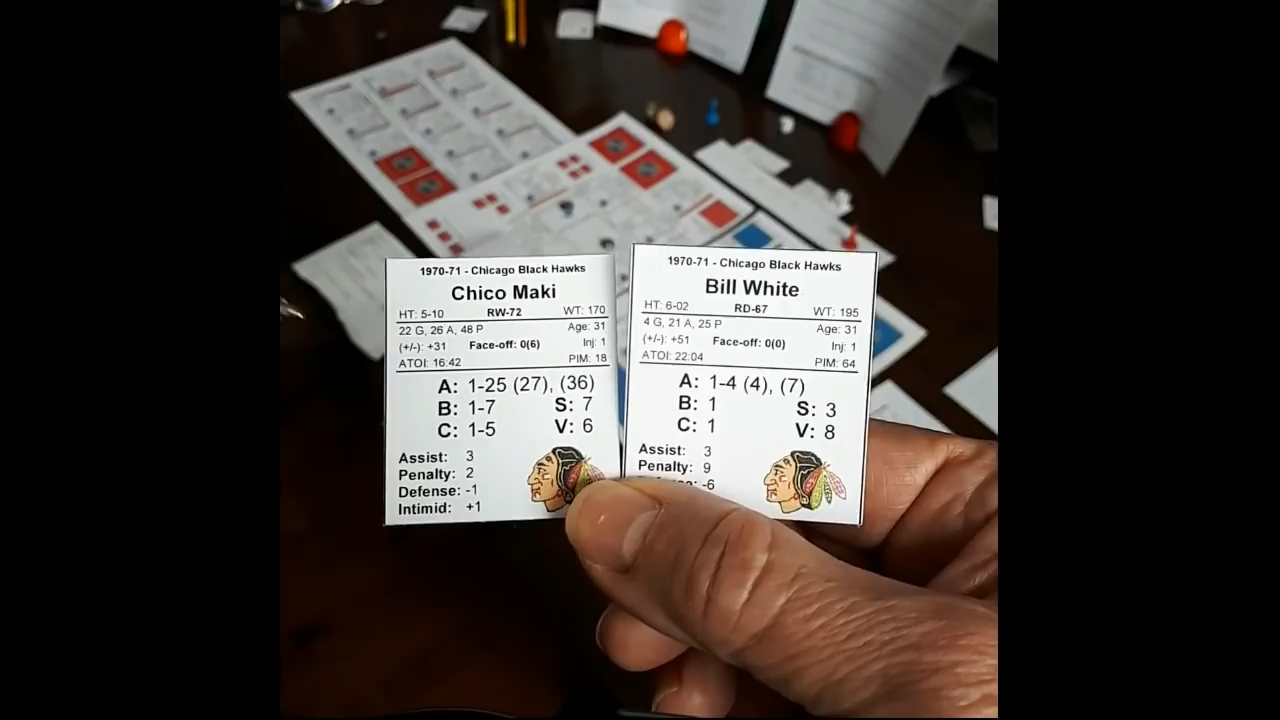 1970-71 - Chicago Black Hawks
Chico Maki
HT: 5-10 RW-72 WT: 170
22 G, 26 A, 48 P Age: 31
(+/-): +31 Face-off: 0(6) Inj: 1
ATOI: 16:42 PIM: 18
A: 1-25 (27), (36)
B: 1-7 S: 7
C: 1-5 V: 6
Assist: 3
Penalty: 2
Defense: -1
Intimid: +1
1970-71 - Chicago Black Hawks
Bill White
HT: 6-02 RD-67 WT: 195
4 G, 21 A, 25 P Age: 31
(+/-): +51 Face-off: 0(0) Inj: 1
ATOI: 22:04 PIM: 64
A: 1-4 (4), (7)
B: 1 S: 3
C: 1 V: 8
Assist: 3
Penalty: 9
-6